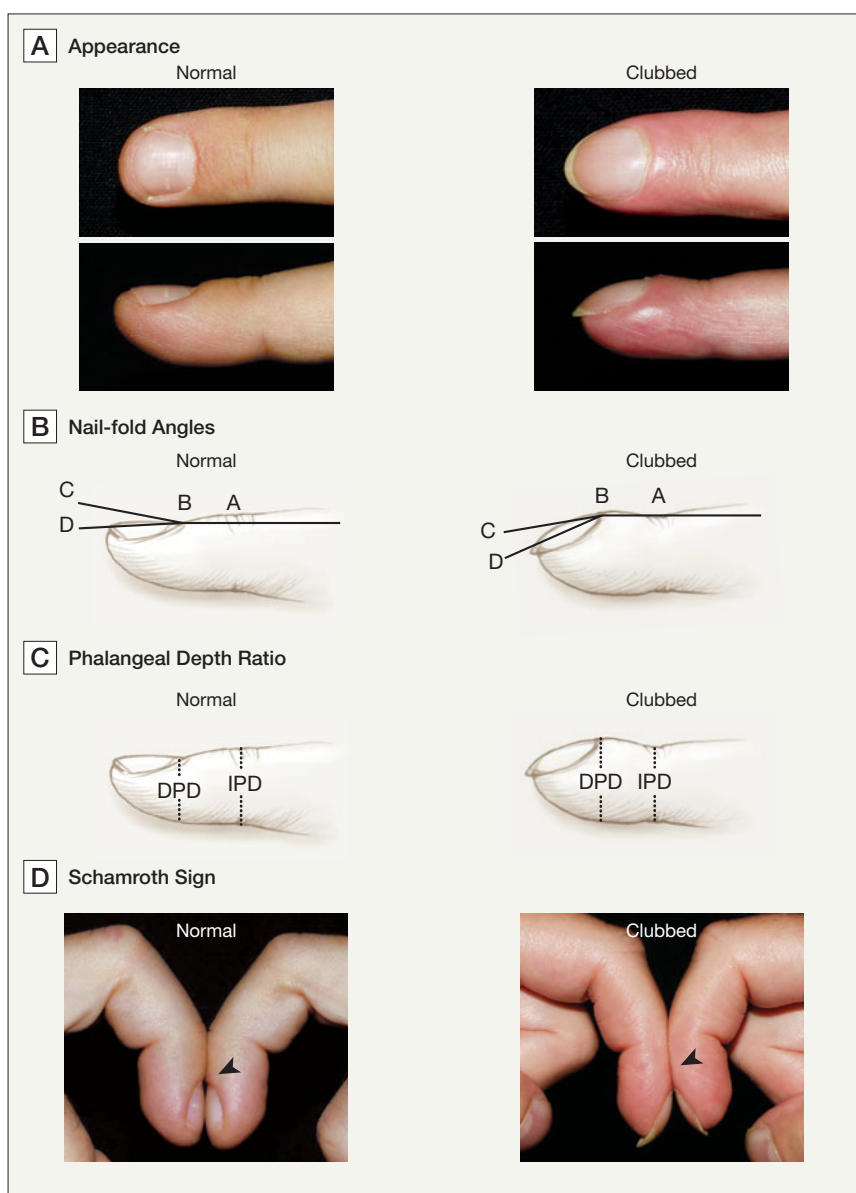 A Appearance
Normal Clubbed
B Nail-fold Angles
Normal Clubbed
C B A B A
D C
D
C Phalangeal Depth Ratio
Normal Clubbed
DPD IPD DPD IPD
D Schamroth Sign
Normal Clubbed